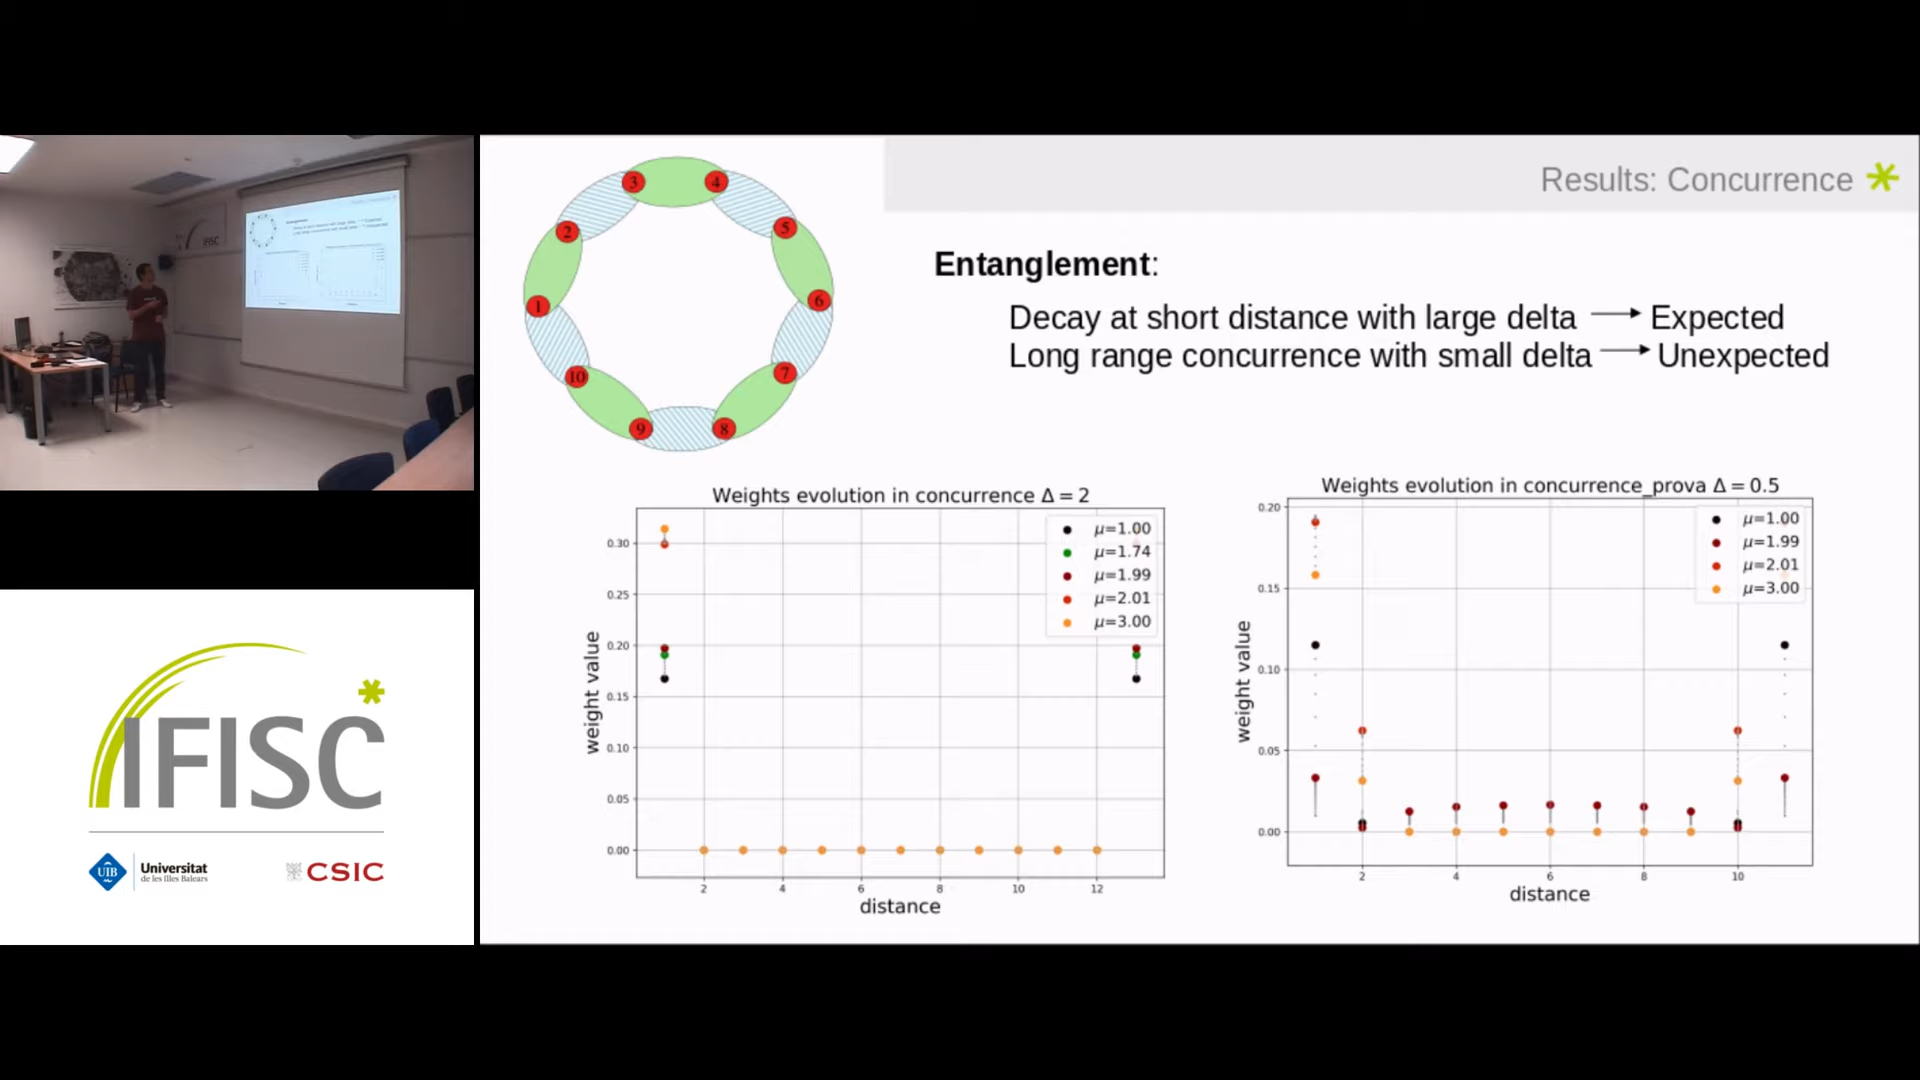 Results: Concurrence
3
4
2
5
1
6
10
7
9
8
Entanglement:
Decay at short distance with large delta → Expected
Long range concurrence with small delta → Unexpected
Weights evolution in concurrence Δ = 2
μ=1.00
μ=1.74
μ=1.99
μ=2.01
μ=3.00
weight value
0.30
0.25
0.20
0.15
0.10
0.05
0.00
2
4
6
8
10
12
distance
Weights evolution in concurrence_prova Δ = 0.5
μ=1.00
μ=1.99
μ=2.01
μ=3.00
weight value
0.20
0.15
0.10
0.05
0.00
2
4
6
8
10
distance
IFISC
UIB
Universitat
de les Illes Balears
CSIC